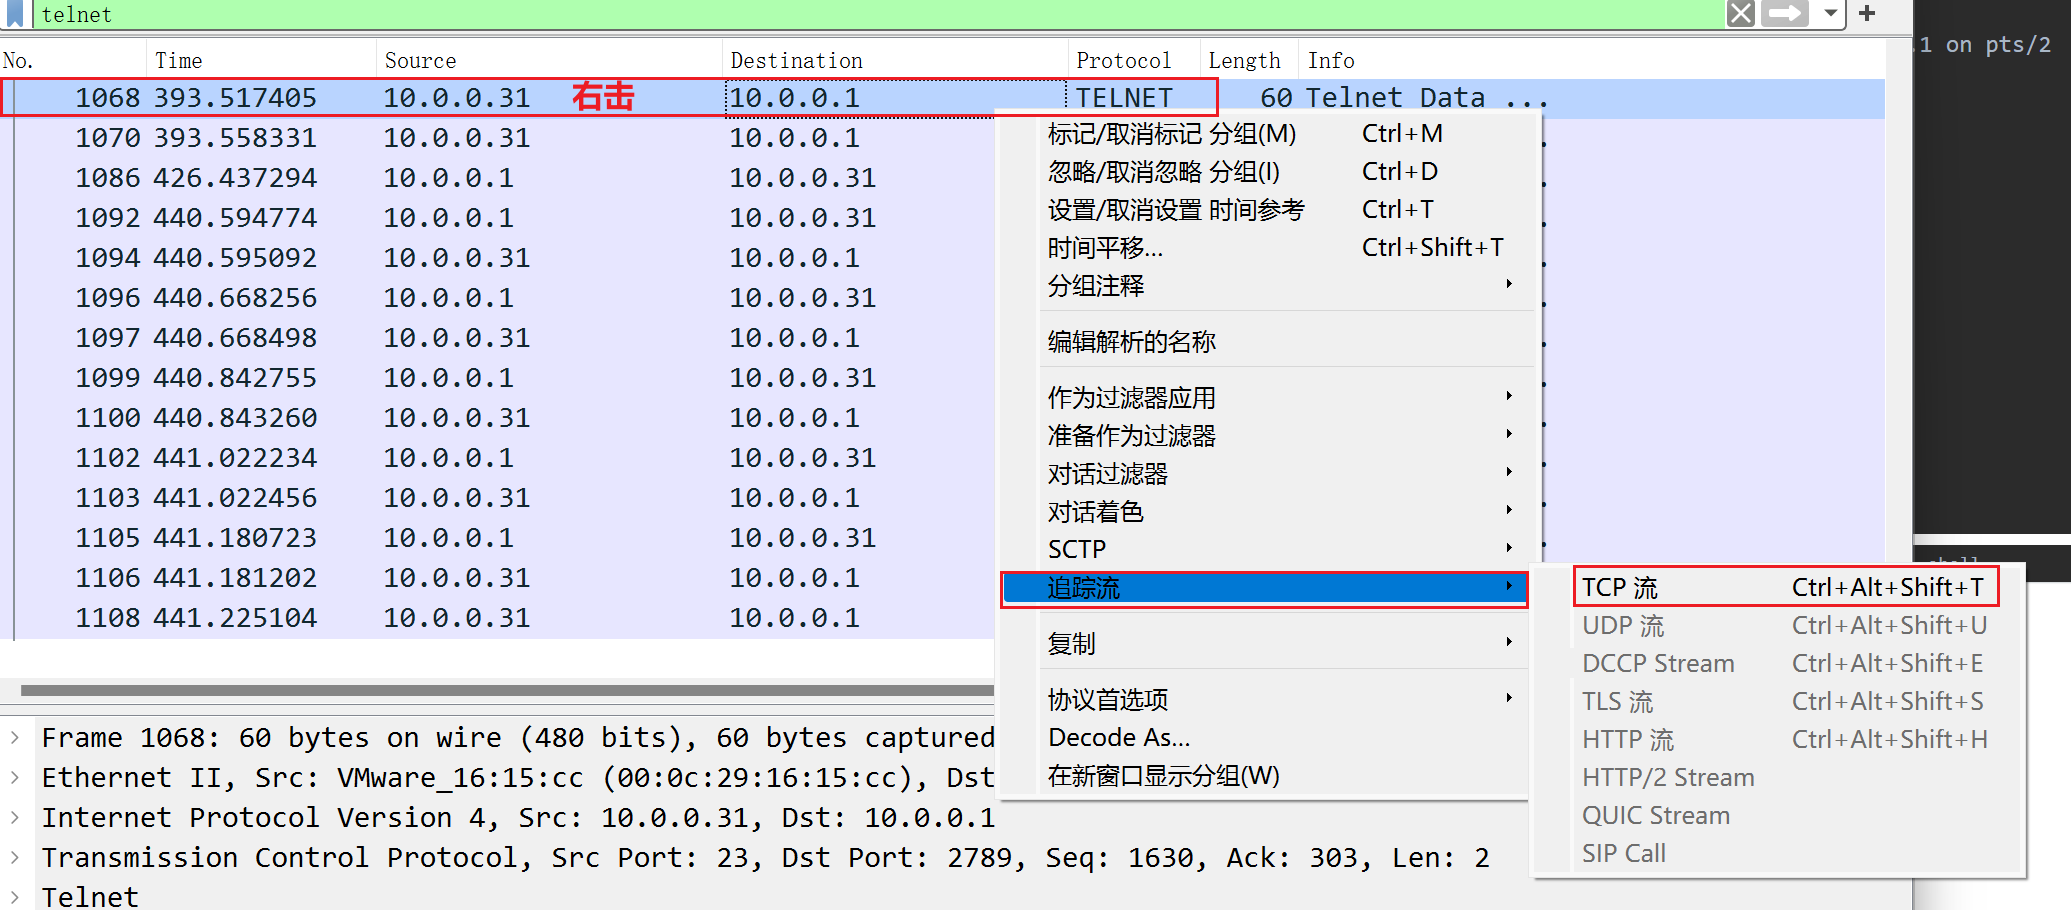 telnet
1 on pts/2
No. Time Source Destination Protocol Length Info
1068 393.517405 10.0.0.31 右击 10.0.0.1 TELNET 60 Telnet Data ...
1070 393.558331 10.0.0.31 10.0.0.1
1086 426.437294 10.0.0.1 10.0.0.31
1092 440.594774 10.0.0.1 10.0.0.31
1094 440.595092 10.0.0.31 10.0.0.1
1096 440.668256 10.0.0.1 10.0.0.31
1097 440.668498 10.0.0.31 10.0.0.1
1099 440.842755 10.0.0.1 10.0.0.31
1100 440.843260 10.0.0.31 10.0.0.1
1102 441.022234 10.0.0.1 10.0.0.31
1103 441.022456 10.0.0.31 10.0.0.1
1105 441.180723 10.0.0.1 10.0.0.31
1106 441.181202 10.0.0.31 10.0.0.1
1108 441.225104 10.0.0.31 10.0.0.1
标记/取消标记 分组(M) Ctrl+M
忽略/取消忽略 分组(I) Ctrl+D
设置/取消设置 时间参考 Ctrl+T
时间平移... Ctrl+Shift+T
分组注释
编辑解析的名称
作为过滤器应用
准备作为过滤器
对话过滤器
对话着色
SCTP
追踪流
复制
协议首选项
Decode As...
在新窗口显示分组(W)
TCP 流 Ctrl+Alt+Shift+T
UDP 流 Ctrl+Alt+Shift+U
DCCP Stream Ctrl+Alt+Shift+E
TLS 流 Ctrl+Alt+Shift+S
HTTP 流 Ctrl+Alt+Shift+H
HTTP/2 Stream
QUIC Stream
SIP Call
Frame 1068: 60 bytes on wire (480 bits), 60 bytes captured
Ethernet II, Src: VMware_16:15:cc (00:0c:29:16:15:cc), Dst
Internet Protocol Version 4, Src: 10.0.0.31, Dst: 10.0.0.1
Transmission Control Protocol, Src Port: 23, Dst Port: 2789, Seq: 1630, Ack: 303, Len: 2
Telnet